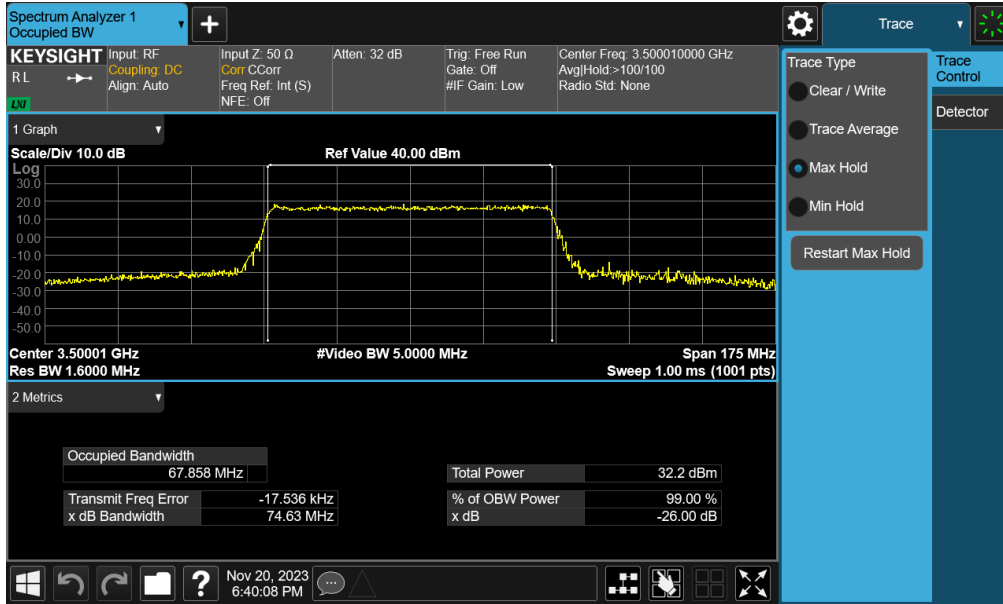 Spectrum Analyzer 1
Occupied BW
+
Trace
KEYSIGHT
R L
LXI
Input: RF
Coupling: DC
Align: Auto
Input Z: 50 Ω
Corr CCorr
Freq Ref: Int (S)
NFE: Off
Atten: 32 dB
Trig: Free Run
Gate: Off
#IF Gain: Low
Center Freq: 3.500010000 GHz
Avg|Hold:>100/100
Radio Std: None
1 Graph
Scale/Div 10.0 dB
Ref Value 40.00 dBm
Log
30.0
20.0
10.0
0.00
-10.0
-20.0
-30.0
-40.0
-50.0
Center 3.50001 GHz
#Video BW 5.0000 MHz
Span 175 MHz
Res BW 1.6000 MHz
Sweep 1.00 ms (1001 pts)
2 Metrics
Occupied Bandwidth
67.858 MHz
Transmit Freq Error -17.536 kHz
x dB Bandwidth 74.63 MHz
Total Power 32.2 dBm
% of OBW Power 99.00 %
x dB -26.00 dB
Trace Type
Clear / Write
Trace Average
Max Hold
Min Hold
Restart Max Hold
Trace
Control
Detector
?
Nov 20, 2023
6:40:08 PM